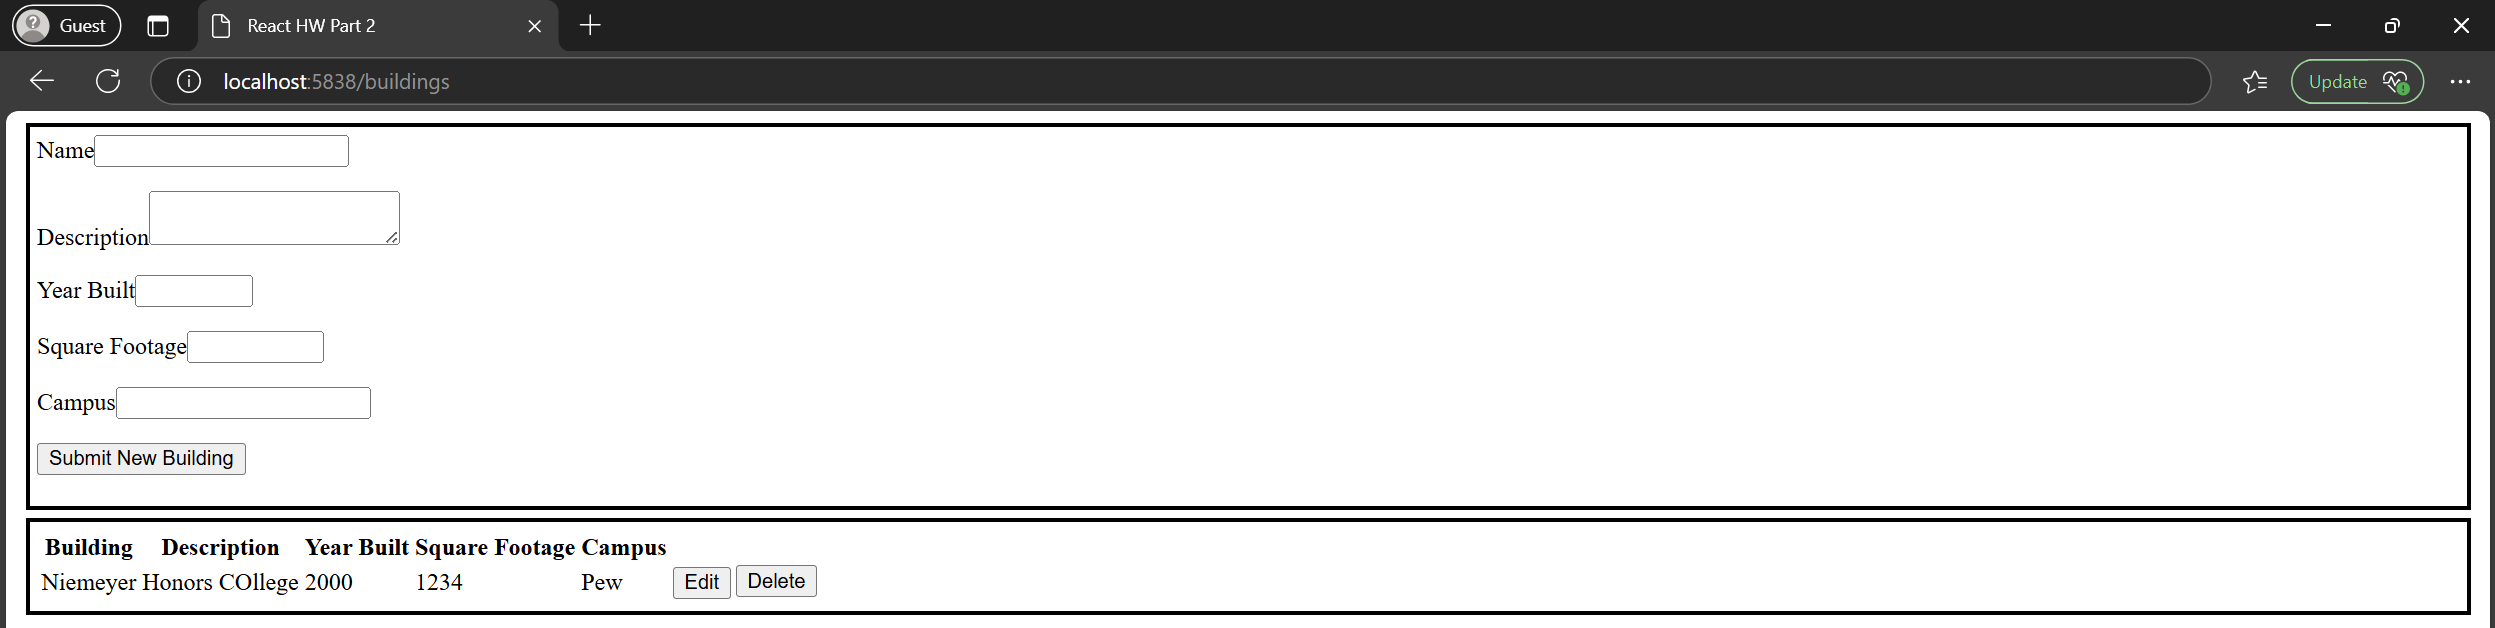 Guest React HW Part 2
localhost:5838/buildings Update
Name
Description
Year Built
Square Footage
Campus
Submit New Building
Building Description Year Built Square Footage Campus
Niemeyer Honors COllege 2000 1234 Pew Edit Delete